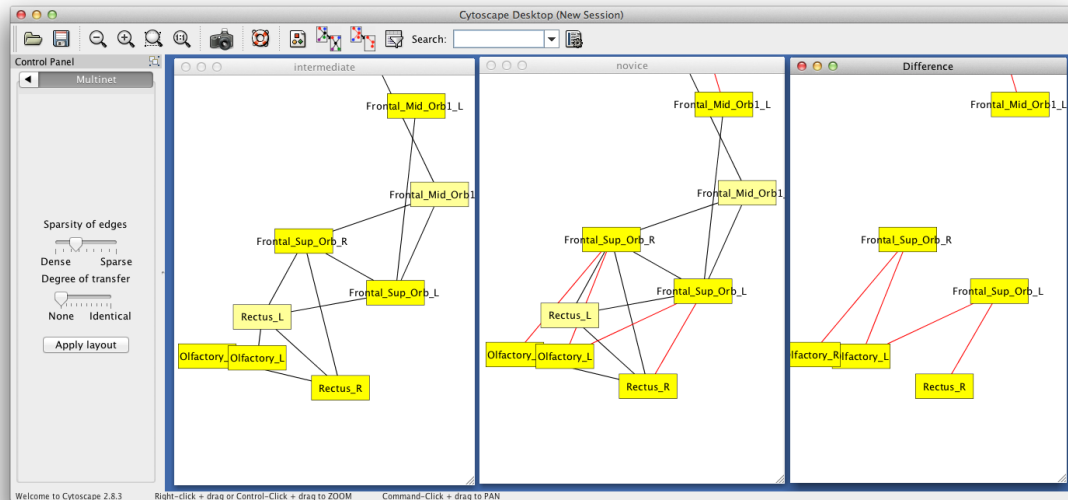 Cytoscape Desktop (New Session)
Search:
Control Panel
Multinet
Sparsity of edges
Dense Sparse
Degree of transfer
None Identical
Apply layout
intermediate
Frontal_Mid_Orb1_L
Frontal_Mid_Orb1
Frontal_Sup_Orb_R
Frontal_Sup_Orb_L
Rectus_L
Olfactory_
Olfactory_L
Rectus_R
novice
Frontal_Mid_Orb1_L
Frontal_Mid_Orb1_
Frontal_Sup_Orb_R
Frontal_Sup_Orb_L
Rectus_L
Olfactory_
Olfactory_L
Rectus_R
Difference
Frontal_Mid_Orb1_L
Frontal_Sup_Orb_R
Frontal_Sup_Orb_L
lfactory_R
lfactory_L
Rectus_R
Welcome to Cytoscape 2.8.3 Right-click + drag or Control-Click + drag to ZOOM Command-Click + drag to PAN